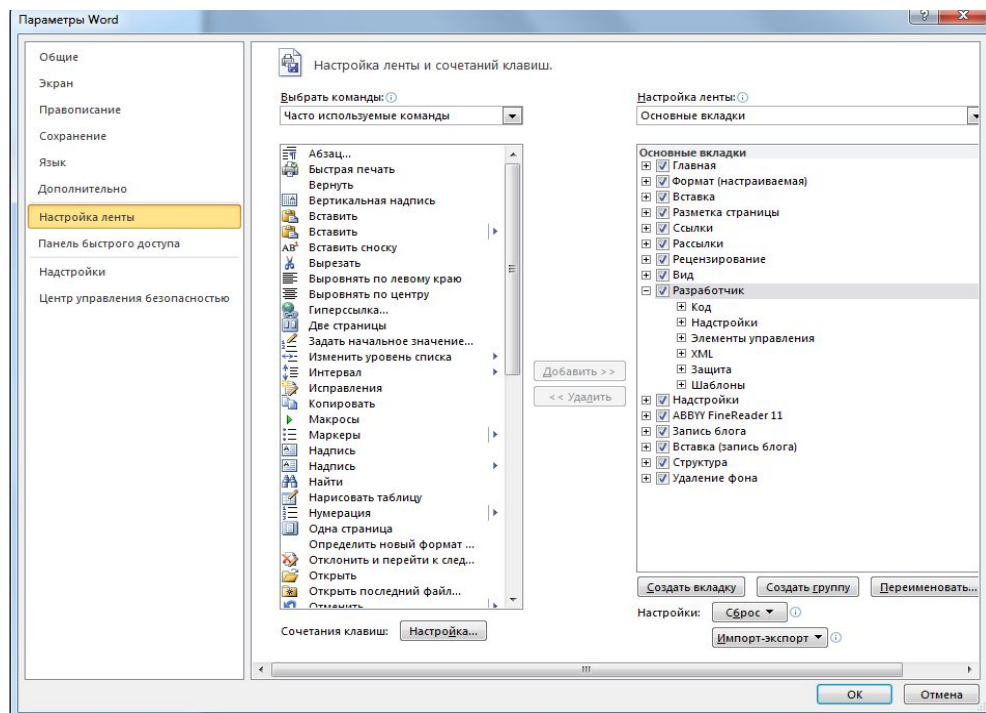 Параметры Word
Общие
Экран
Правописание
Сохранение
Язык
Дополнительно
Настройка ленты
Панель быстрого доступа
Надстройки
Центр управления безопасностью
Настройка ленты и сочетаний клавиш.
Выбрать команды:
Часто используемые команды
Абзац...
Быстрая печать
Вернуть
Вертикальная надпись
Вставить
Вставить
Вставить сноску
Вырезать
Выровнять по левому краю
Выровнять по центру
Гиперссылка...
Две страницы
Задать начальное значение...
Изменить уровень списка
Интервал
Исправления
Копировать
Макросы
Маркеры
Надпись
Надпись
Найти
Нарисовать таблицу
Нумерация
Одна страница
Определить новый формат ...
Отклонить и перейти к след...
Открыть
Открыть последний файл...
Отменить
Сочетания клавиш: Настройка...
Добавить >>
<< Удалить
Настройка ленты:
Основные вкладки
Основные вкладки
Главная
Формат (настраиваемая)
Вставка
Разметка страницы
Ссылки
Рассылки
Рецензирование
Вид
Разработчик
Код
Надстройки
Элементы управления
XML
Защита
Шаблоны
Надстройки
ABBYY FineReader 11
Запись блога
Вставка (запись блога)
Структура
Удаление фона
Создать вкладку Создать группу Переименовать...
Настройки: Сброс
Импорт-экспорт
ОК Отмена